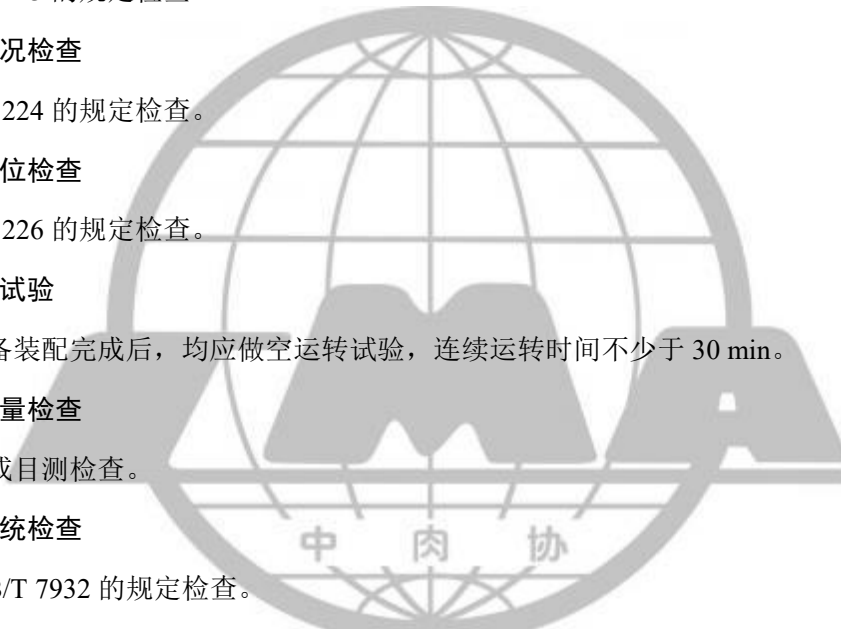 况检查
224 的规定检查。
位检查
226 的规定检查。
试验
备装配完成后，均应做空运转试验，连续运转时间不少于 30 min。
量检查
或目测检查。
统检查
B/T 7932 的规定检查。
中 肉 协